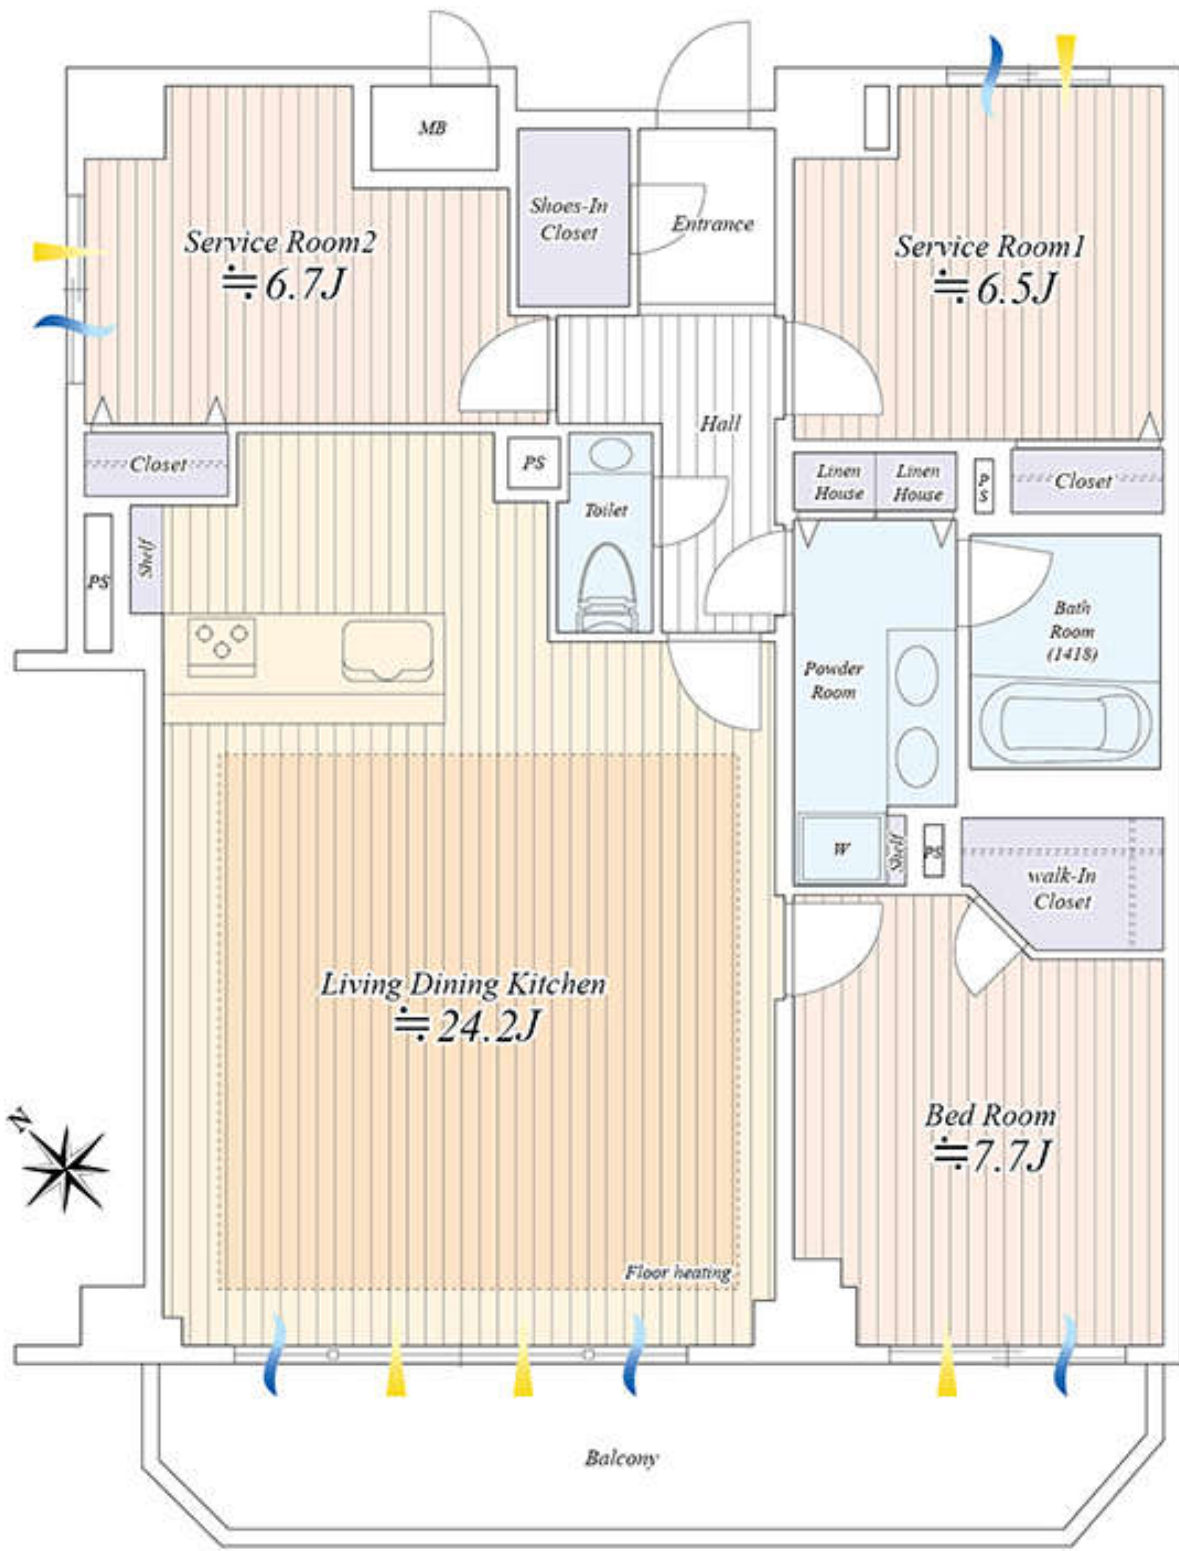 MB
Shoes-In
Closet
Entrance
Service Room2
≒6.7J
Service Room1
≒6.5J
Hall
Closet
PS
Toilet
Linen
House
Linen
House
PS
Closet
Shelf
PS
Bath
Room
(1418)
Powder
Room
W
Shelf
PS
walk-In
Closet
Living Dining Kitchen
≒24.2J
Bed Room
≒7.7J
N
Floor heating
Balcony